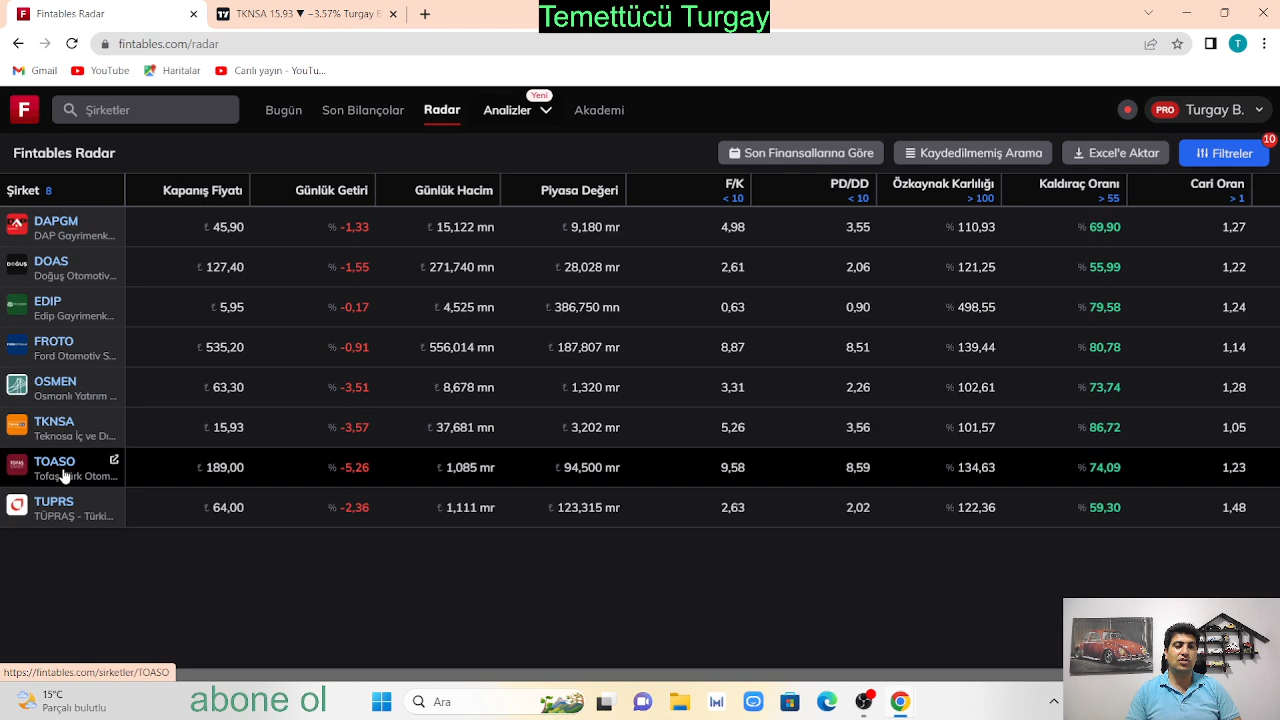 Fintables Radar
TKNSA 15.93 ▼ −3.57% Turgay B
Temettücü Turgay
fintables.com/radar
T
Gmail
YouTube
Haritalar
Canlı yayın - YouTu...
F
Şirketler
Bugün
Son Bilançolar
Radar
Analizler
Yeni
Akademi
PRO Turgay B.
Fintables Radar
Son Finansallarına Göre
Kaydedilmemiş Arama
Excel'e Aktar
Filtreler
10
Şirket 8 Kapanış Fiyatı Günlük Getiri Günlük Hacim Piyasa Değeri F/K PD/DD Özkaynak Karlılığı Kaldıraç Oranı Cari Oran
< 10 < 10 > 100 > 55 > 1
DAPGM ₺ 45,90 % -1,33 ₺ 15,122 mn ₺ 9,180 mr 4,98 3,55 % 110,93 % 69,90 1,27
DAP Gayrimenk...
DOAS ₺ 127,40 % -1,55 ₺ 271,740 mn ₺ 28,028 mr 2,61 2,06 % 121,25 % 55,99 1,22
Doğuş Otomotiv...
EDIP ₺ 5,95 % -0,17 ₺ 4,525 mn ₺ 386,750 mn 0,63 0,90 % 498,55 % 79,58 1,24
Edip Gayrimenk...
FROTO ₺ 535,20 % -0,91 ₺ 556,014 mn ₺ 187,807 mr 8,87 8,51 % 139,44 % 80,78 1,14
Ford Otomotiv S...
OSMEN ₺ 63,30 % -3,51 ₺ 8,678 mn ₺ 1,320 mr 3,31 2,26 % 102,61 % 73,74 1,28
Osmanlı Yatırım ...
TKNSA ₺ 15,93 % -3,57 ₺ 37,681 mn ₺ 3,202 mr 5,26 3,56 % 101,57 % 86,72 1,05
Teknosa İç ve Dı...
TOASO ₺ 189,00 % -5,26 ₺ 1,085 mr ₺ 94,500 mr 9,58 8,59 % 134,63 % 74,09 1,23
Tofaş Türk Otom...
TUPRS ₺ 64,00 % -2,36 ₺ 1,111 mr ₺ 123,315 mr 2,63 2,02 % 122,36 % 59,30 1,48
TÜPRAŞ - Türki...
https://fintables.com/sirketler/TOASO
15°C
Parçalı bulutlu
abone ol
Ara